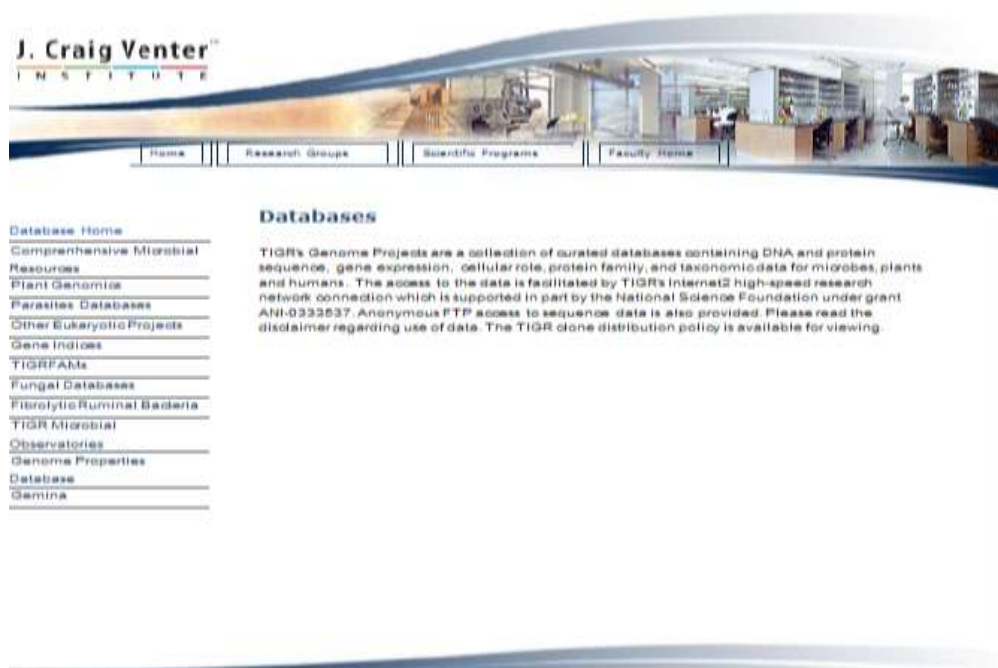 J. Craig Venter™
INSTITUTE
Home
Research Groups
Scientific Programs
Faculty Home
Database Home
Comprenhensive Microbial
Resources
Plant Genomics
Parasites Databases
Other Eukaryotic Projects
Gene Indices
TIGRFAMs
Fungal Databases
Fibrolytic Ruminal Bacteria
TIGR Microbial
Observatories
Genome Properties
Database
Gemina
Databases
TIGR's Genome Projects are a collection of curated databases containing DNA and protein
sequence, gene expression, cellular role, protein family, and taxonomic data for microbes, plants
and humans. The access to the data is facilitated by TIGR's Internet2 high-speed research
network connection which is supported in part by the National Science Foundation under grant
ANI-0333537. Anonymous FTP access to sequence data is also provided. Please read the
disclaimer regarding use of data. The TIGR clone distribution policy is available for viewing.